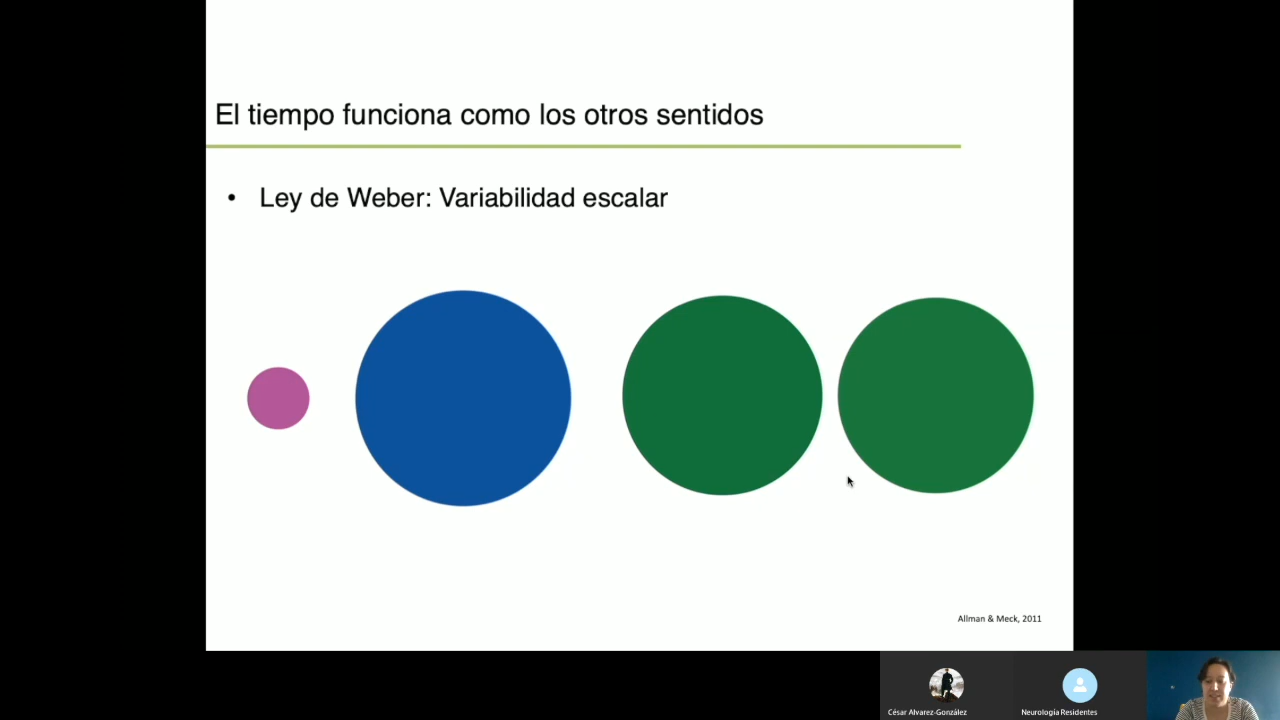 El tiempo funciona como los otros sentidos
• Ley de Weber: Variabilidad escalar
Allman & Meck, 2011
César Alvarez-González
Neurología Residentes